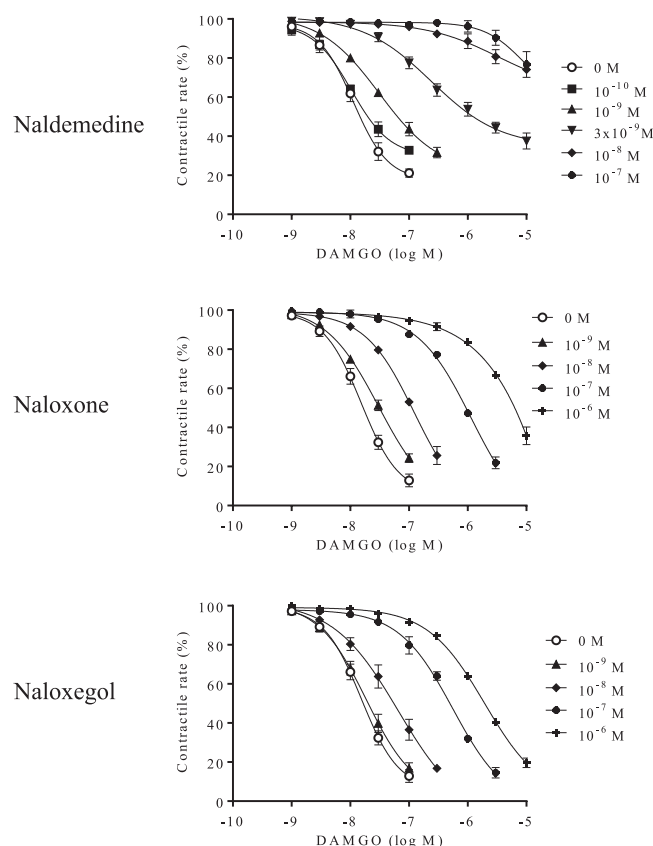 Naldemedine
Contractile rate (%)
100
80
60
40
20
0
-10 -9 -8 -7 -6 -5
DAMGO (log M)
0 M
10⁻¹⁰ M
10⁻⁹ M
3x10⁻⁹M
10⁻⁸ M
10⁻⁷ M
Naloxone
Contractile rate (%)
100
80
60
40
20
0
-10 -9 -8 -7 -6 -5
DAMGO (log M)
0 M
10⁻⁹ M
10⁻⁸ M
10⁻⁷ M
10⁻⁶ M
Naloxegol
Contractile rate (%)
100
80
60
40
20
0
-10 -9 -8 -7 -6 -5
DAMGO (log M)
0 M
10⁻⁹ M
10⁻⁸ M
10⁻⁷ M
10⁻⁶ M